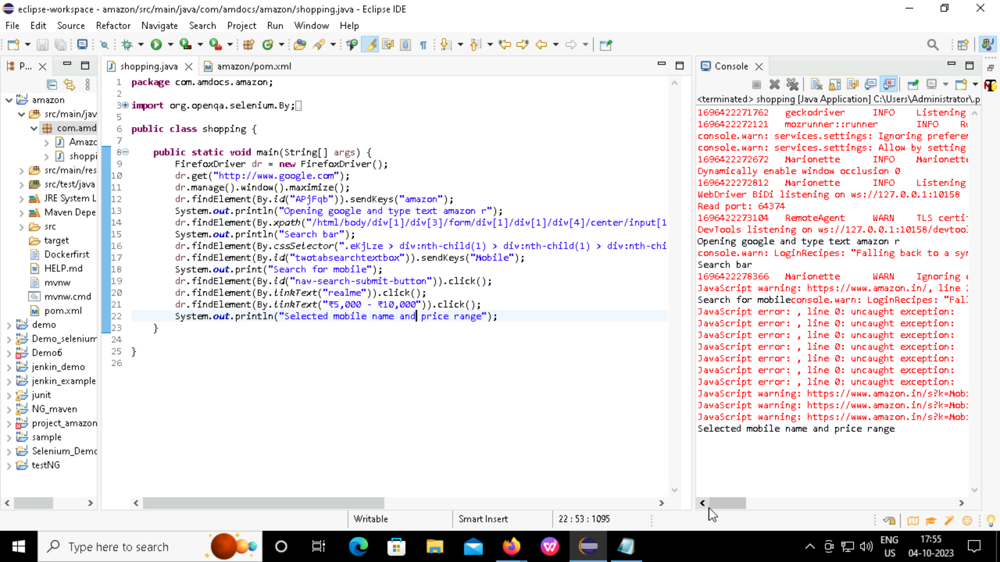 eclipse-workspace - amazon/src/main/java/com/amdocs/amazon/shopping.java - Eclipse IDE
File Edit Source Refactor Navigate Search Project Run Window Help
P...
amazon
src/main/jav
com.amd
Amazo
shoppi
src/main/res
src/test/java
JRE System L
Maven Depe
src
target
Dockerfirst
HELP.md
mvnw
mvnw.cmd
pom.xml
demo
Demo_selenium
Demo6
jenkin_demo
jenkin_example
junit
NG_maven
project_amazon
sample
Selenium_Demo
testNG
shopping.java
amazon/pom.xml
1 package com.amdocs.amazon;
2
3 import org.openqa.selenium.By;
5
6 public class shopping {
7
8 public static void main(String[] args) {
9 FirefoxDriver dr = new FirefoxDriver();
10 dr.get("http://www.google.com");
11 dr.manage().window().maximize();
12 dr.findElement(By.id("APjFqb")).sendKeys("amazon");
13 System.out.println("Opening google and type text amazon r");
14 dr.findElement(By.xpath("/html/body/div[1]/div[3]/form/div[1]/div[1]/div[4]/center/input[1
15 System.out.println("Search bar");
16 dr.findElement(By.cssSelector(".eKjLze > div:nth-child(1) > div:nth-child(1) > div:nth-chi
17 dr.findElement(By.id("twotabsearchtextbox")).sendKeys("Mobile");
18 System.out.print("Search for mobile");
19 dr.findElement(By.id("nav-search-submit-button")).click();
20 dr.findElement(By.linkText("realme")).click();
21 dr.findElement(By.linkText("₹5,000 - ₹10,000")).click();
22 System.out.println("Selected mobile name and price range");
23 }
24
25 }
26
Console
<terminated> shopping [Java Application] C:\Users\Administrator\.p
1696422271762 geckodriver INFO Listening
1696422272121 mozrunner::runner INFO Ru
console.warn: services.settings: Ignoring preferen
console.warn: services.settings: Allow by setting
1696422272672 Marionette INFO Marionette
Dynamically enable window occlusion 0
1696422272812 Marionette INFO Listening
WebDriver BiDi listening on ws://127.0.0.1:10158
Read port: 64374
1696422273104 RemoteAgent WARN TLS certi
DevTools listening on ws://127.0.0.1:10158/devtool
Opening google and type text amazon r
console.warn: LoginRecipes: "Falling back to a syn
Search bar
1696422278366 Marionette WARN Ignoring e
JavaScript warning: https://www.amazon.in/, line
Search for mobileconsole.warn: LoginRecipes: "Fall
JavaScript error: , line 0: uncaught exception:
JavaScript error: , line 0: uncaught exception:
JavaScript error: , line 0: uncaught exception:
JavaScript error: , line 0: uncaught exception:
JavaScript error: , line 0: uncaught exception:
JavaScript error: , line 0: uncaught exception:
JavaScript error: , line 0: uncaught exception:
JavaScript warning: https://www.amazon.in/s?k=Mobi
JavaScript warning: https://www.amazon.in/s?k=Mobi
JavaScript warning: https://www.amazon.in/s?k=Mobi
Selected mobile name and price range
Writable Smart Insert 22 : 53 : 1095
Type here to search
ENG
US
17:55
04-10-2023